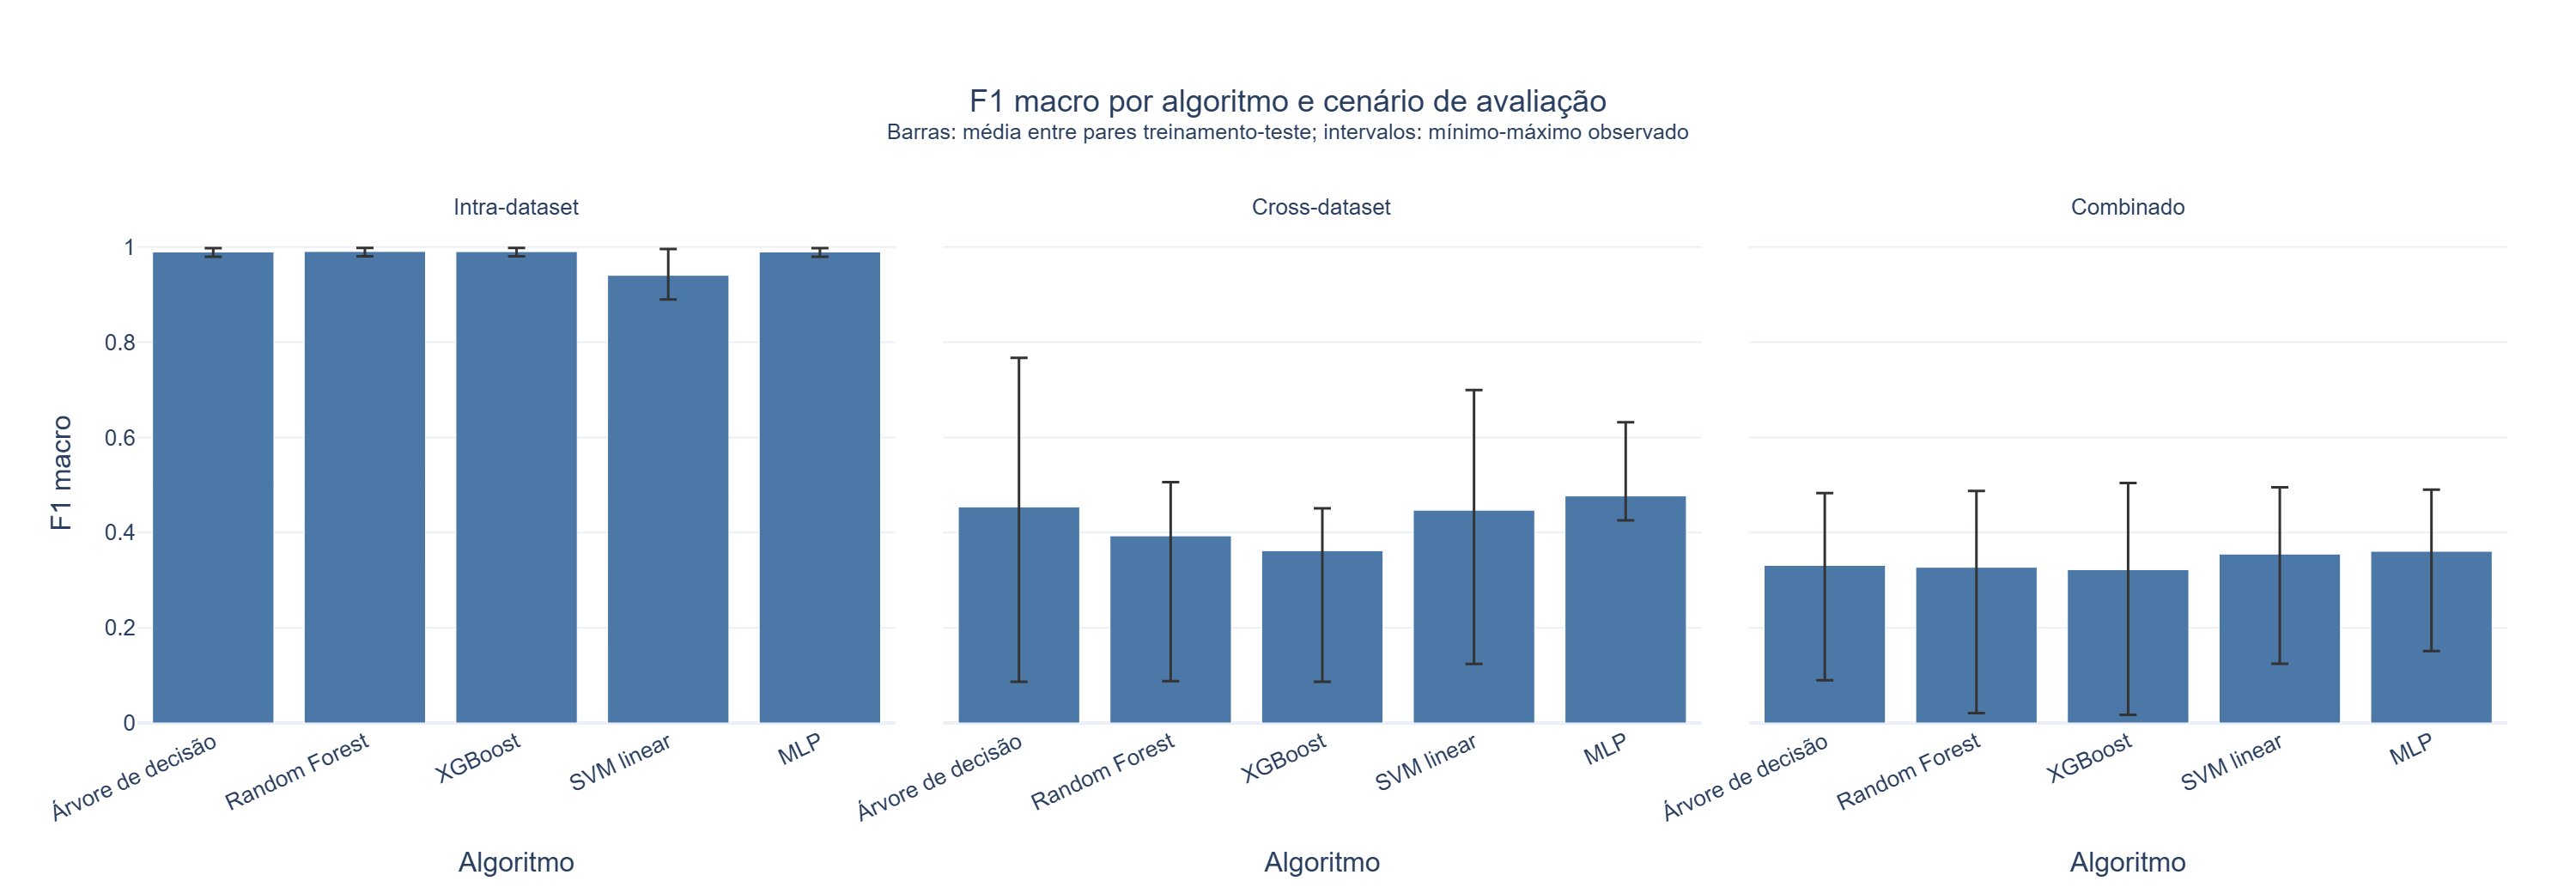 F1 macro por algoritmo e cenário de avaliação
Barras: média entre pares treinamento-teste; intervalos: mínimo-máximo observado
Intra-dataset
Cross-dataset
Combinado
F1 macro
1
0.8
0.6
0.4
0.2
0
Árvore de decisão
Random Forest
XGBoost
SVM linear
MLP
Árvore de decisão
Random Forest
XGBoost
SVM linear
MLP
Árvore de decisão
Random Forest
XGBoost
SVM linear
MLP
Algoritmo
Algoritmo
Algoritmo